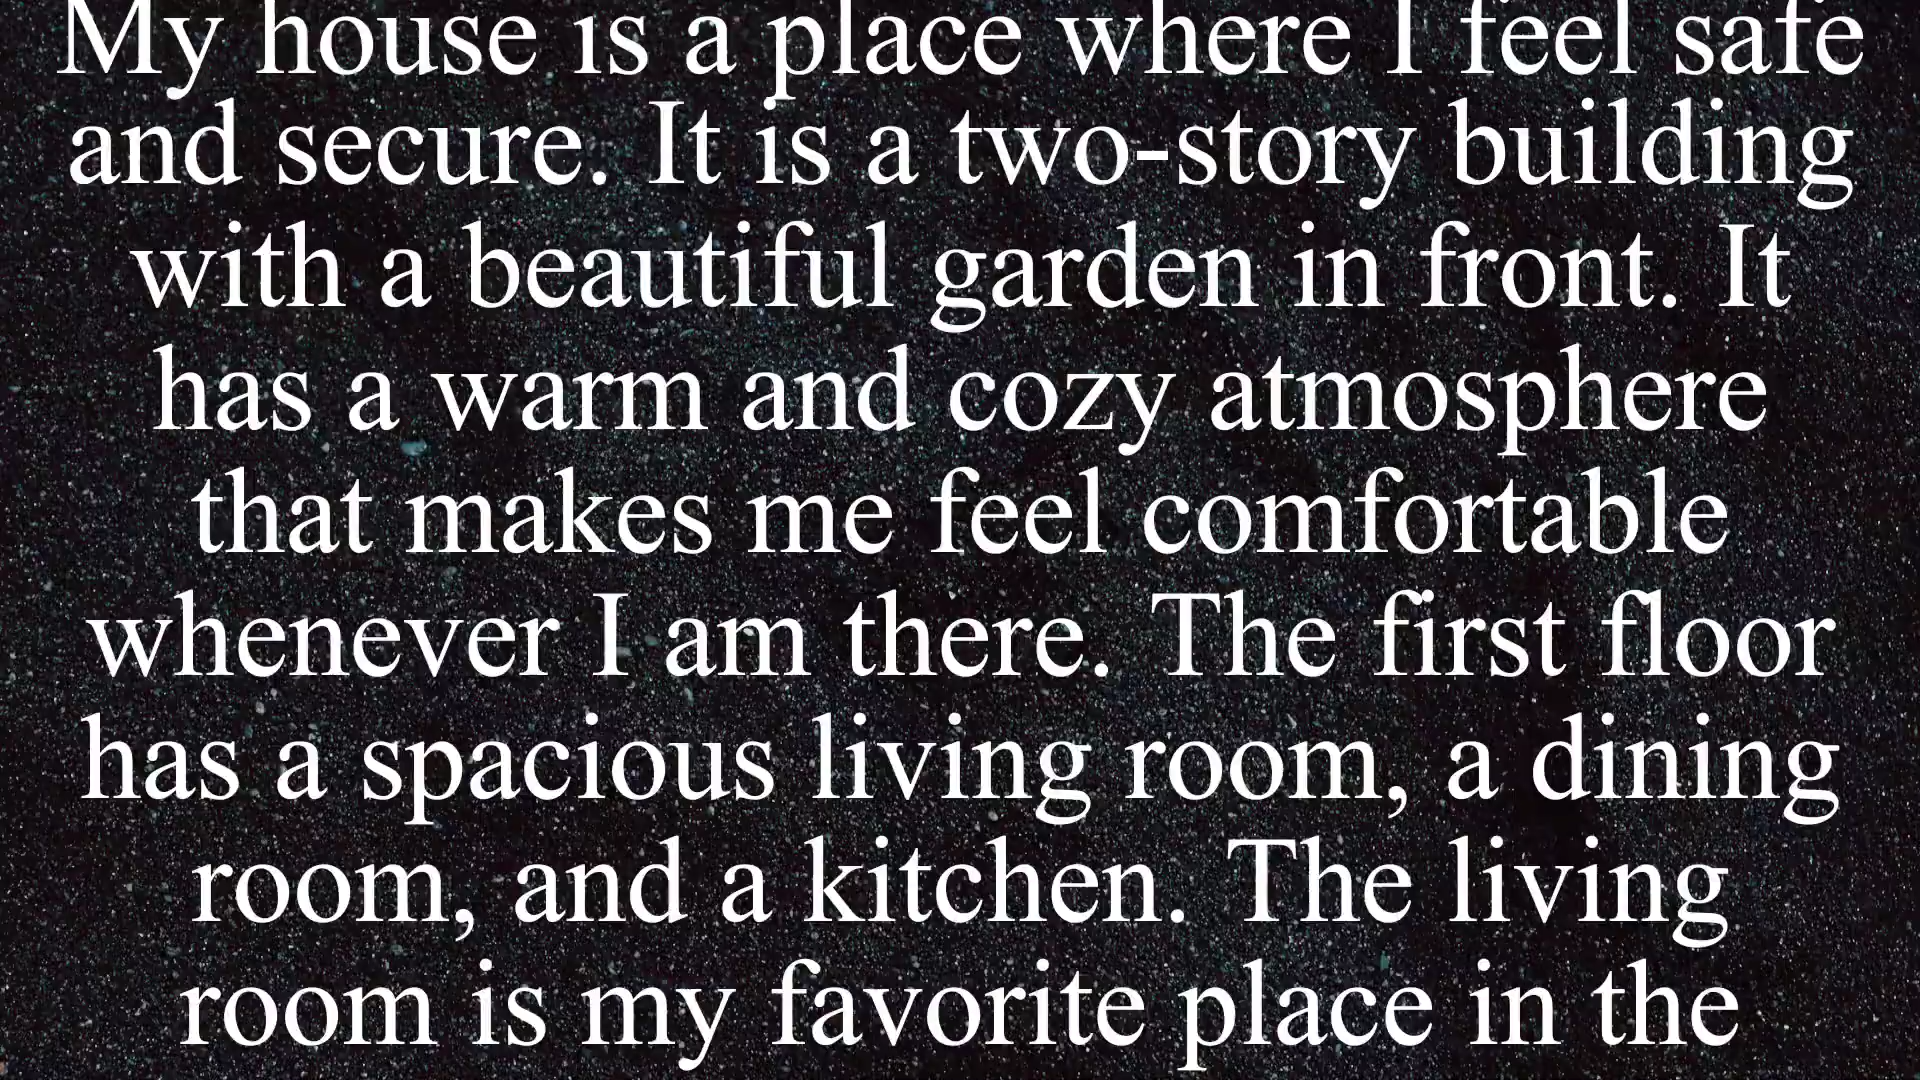 My house is a place where I feel safe
and secure. It is a two-story building
with a beautiful garden in front. It
has a warm and cozy atmosphere
that makes me feel comfortable
whenever I am there. The first floor
has a spacious living room, a dining
room, and a kitchen. The living
room is my favorite place in the